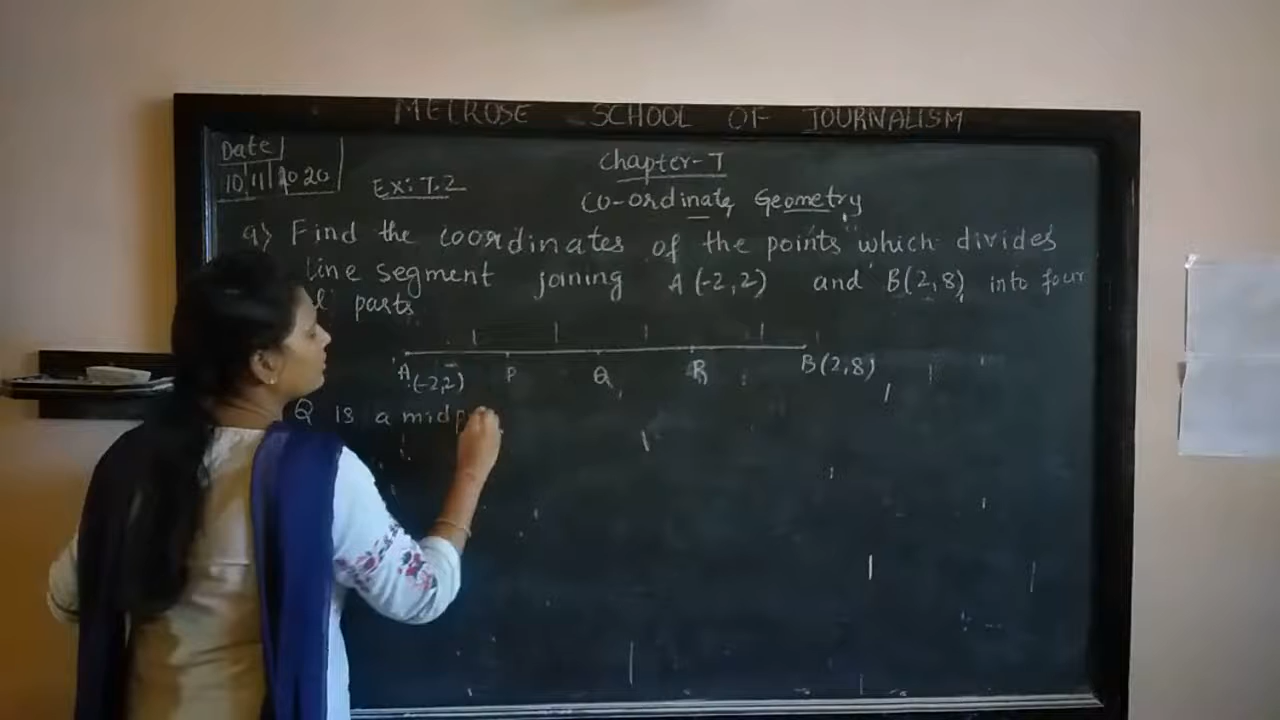 MELROSE SCHOOL OF JOURNALISM
Date
10 11 2020
Chapter-7
Ex: 7.2
Co-ordinate Geometry
9) Find the coordinates of the points which divides
line segment joining A(-2,2) and B(2,8) into four
parts
A P Q R B(2,8)
(-2,2)
Q is a midp